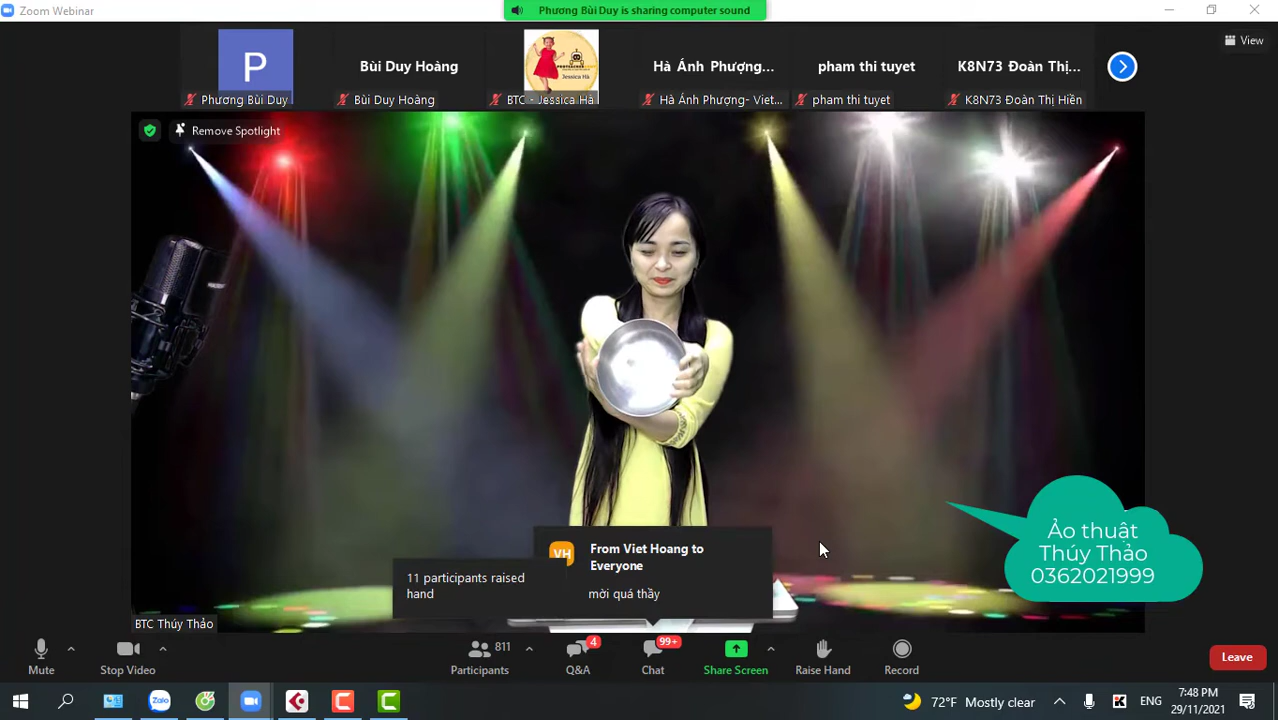 Zoom Webinar
Phương Bùi Duy is sharing computer sound
View
P
Bùi Duy Hoàng
Hà Ánh Phượng...
pham thi tuyet
K8N73 Đoàn Thị...
Phương Bùi Duy
Bùi Duy Hoàng
BTC - Jessica Hà
Hà Ánh Phượng- Viet...
pham thi tuyet
K8N73 Đoàn Thị Hiền
Remove Spotlight
Ảo thuật
Thúy Thảo
0362021999
VH
From Viet Hoang to
Everyone
mời quá thầy
11 participants raised
hand
BTC Thúy Thảo
Mute
Stop Video
811
Participants
4
Q&A
99+
Chat
Share Screen
Raise Hand
Record
Leave
Zalo
72°F Mostly clear
ENG
7:48 PM
29/11/2021